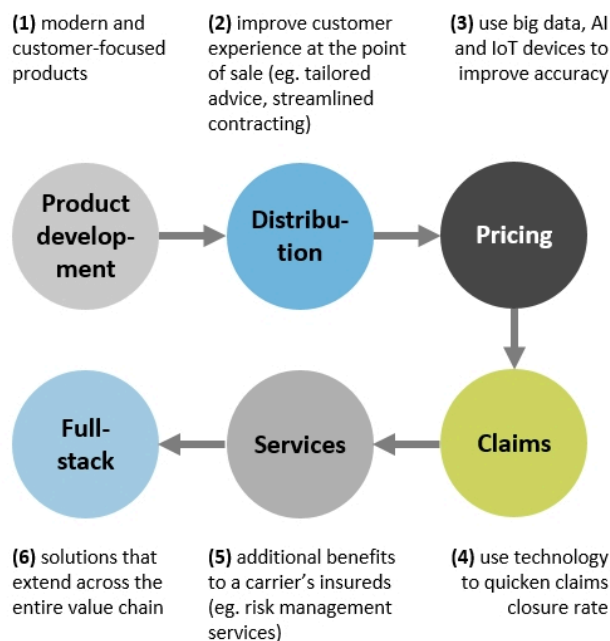 (1) modern and
customer-focused
products
(2) improve customer
experience at the point
of sale (eg. tailored
advice, streamlined
contracting)
(3) use big data, AI
and IoT devices to
improve accuracy
Product
develop-
ment
Distribu-
tion
Pricing
Full-
stack
Services
Claims
(6) solutions that
extend across the
entire value chain
(5) additional benefits
to a carrier’s insureds
(eg. risk management
services)
(4) use technology
to quicken claims
closure rate